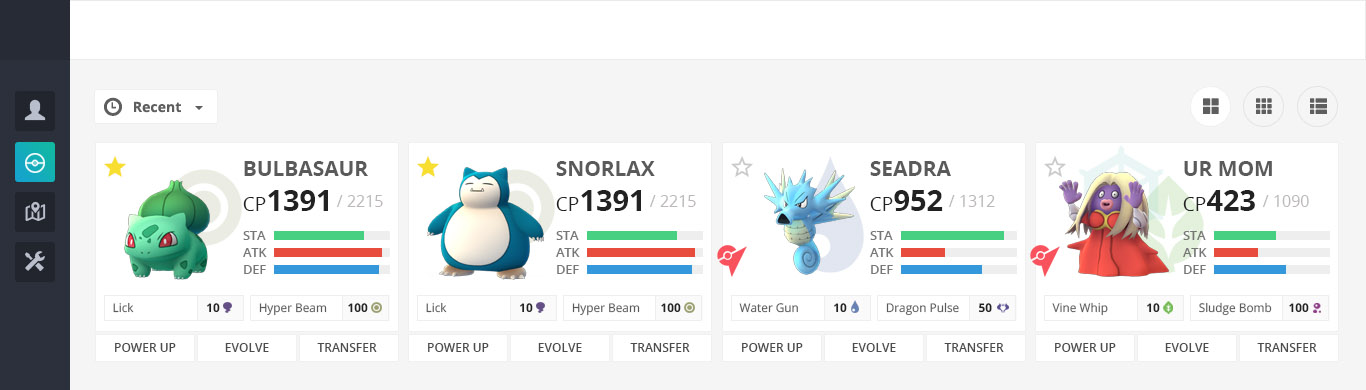 Recent
BULBASAUR
CP1391 / 2215
STA
ATK
DEF
Lick 10 Hyper Beam 100
POWER UP EVOLVE TRANSFER
SNORLAX
CP1391 / 2215
STA
ATK
DEF
Lick 10 Hyper Beam 100
POWER UP EVOLVE TRANSFER
SEADRA
CP952 / 1312
STA
ATK
DEF
Water Gun 10 Dragon Pulse 50
POWER UP EVOLVE TRANSFER
UR MOM
CP423 / 1090
STA
ATK
DEF
Vine Whip 10 Sludge Bomb 100
POWER UP EVOLVE TRANSFER